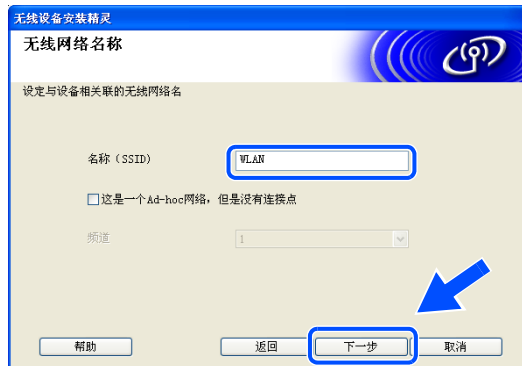 无线设备安装精灵
无线网络名称
设定与设备相关联的无线网络名
名称（SSID）
WLAN
这是一个Ad-hoc网络，但是没有连接点
频道
1
帮助
返回
下一步
取消